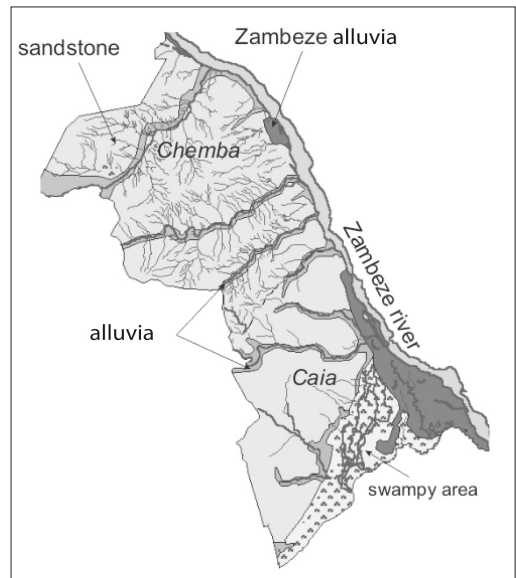 Zambeze alluvia
sandstone
Chemba
Zambeze river
alluvia
Caia
swampy area